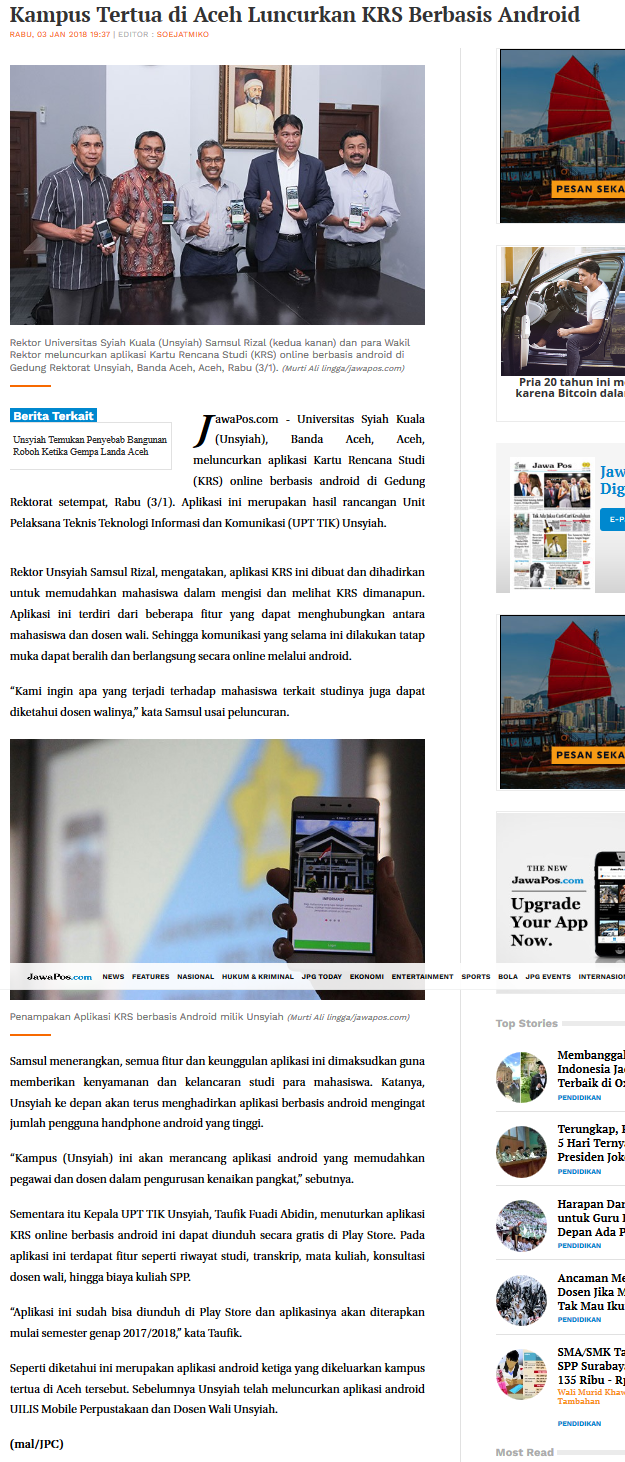 Kampus Tertua di Aceh Luncurkan KRS Berbasis Android
RABU, 03 JAN 2018 19:37 | EDITOR : SOEJATMIKO
Rektor Universitas Syiah Kuala (Unsyiah) Samsul Rizal (kedua kanan) dan para Wakil
Rektor meluncurkan aplikasi Kartu Rencana Studi (KRS) online berbasis android di
Gedung Rektorat Unsyiah, Banda Aceh, Aceh, Rabu (3/1). (Murti Ali lingga/jawapos.com)
Berita Terkait
Unsyiah Temukan Penyebab Bangunan
Roboh Ketika Gempa Landa Aceh
JawaPos.com - Universitas Syiah Kuala
(Unsyiah), Banda Aceh, Aceh,
meluncurkan aplikasi Kartu Rencana Studi
(KRS) online berbasis android di Gedung
Rektorat setempat, Rabu (3/1). Aplikasi ini merupakan hasil rancangan Unit
Pelaksana Teknis Teknologi Informasi dan Komunikasi (UPT TIK) Unsyiah.
Rektor Unsyiah Samsul Rizal, mengatakan, aplikasi KRS ini dibuat dan dihadirkan
untuk memudahkan mahasiswa dalam mengisi dan melihat KRS dimanapun.
Aplikasi ini terdiri dari beberapa fitur yang dapat menghubungkan antara
mahasiswa dan dosen wali. Sehingga komunikasi yang selama ini dilakukan tatap
muka dapat beralih dan berlangsung secara online melalui android.
“Kami ingin apa yang terjadi terhadap mahasiswa terkait studinya juga dapat
diketahui dosen walinya,” kata Samsul usai peluncuran.
INFORMASI
JawaPos.com NEWS FEATURES NASIONAL HUKUM & KRIMINAL JPG TODAY EKONOMI ENTERTAINMENT SPORTS BOLA JPG EVENTS INTERNASION
Penampakan Aplikasi KRS berbasis Android milik Unsyiah (Murti Ali lingga/jawapos.com)
Samsul menerangkan, semua fitur dan keunggulan aplikasi ini dimaksudkan guna
memberikan kenyamanan dan kelancaran studi para mahasiswa. Katanya,
Unsyiah ke depan akan terus menghadirkan aplikasi berbasis android mengingat
jumlah pengguna handphone android yang tinggi.
“Kampus (Unsyiah) ini akan merancang aplikasi android yang memudahkan
pegawai dan dosen dalam pengurusan kenaikan pangkat,” sebutnya.
Sementara itu Kepala UPT TIK Unsyiah, Taufik Fuadi Abidin, menuturkan aplikasi
KRS online berbasis android ini dapat diunduh secara gratis di Play Store. Pada
aplikasi ini terdapat fitur seperti riwayat studi, transkrip, mata kuliah, konsultasi
dosen wali, hingga biaya kuliah SPP.
“Aplikasi ini sudah bisa diunduh di Play Store dan aplikasinya akan diterapkan
mulai semester genap 2017/2018,” kata Taufik.
Seperti diketahui ini merupakan aplikasi android ketiga yang dikeluarkan kampus
tertua di Aceh tersebut. Sebelumnya Unsyiah telah meluncurkan aplikasi android
UILIS Mobile Perpustakaan dan Dosen Wali Unsyiah.
(mal/JPC)
PESAN SEKA
Pria 20 tahun ini m
karena Bitcoin dala
Jawa Pos
Jaw
Dig
E-P
PESAN SEKA
THE NEW
JawaPos.com
Upgrade
Your App
Now.
Top Stories
Membanggal
Indonesia Ja
Terbaik di Ox
PENDIDIKAN
Terungkap, I
5 Hari Terny
Presiden Jok
PENDIDIKAN
Harapan Dar
untuk Guru I
Depan Ada P
PENDIDIKAN
Ancaman Me
Dosen Jika M
Tak Mau Ikut
PENDIDIKAN
SMA/SMK Ta
SPP Surabaya
135 Ribu - Rp
Wali Murid Khaw
Tambahan
PENDIDIKAN
Most Read